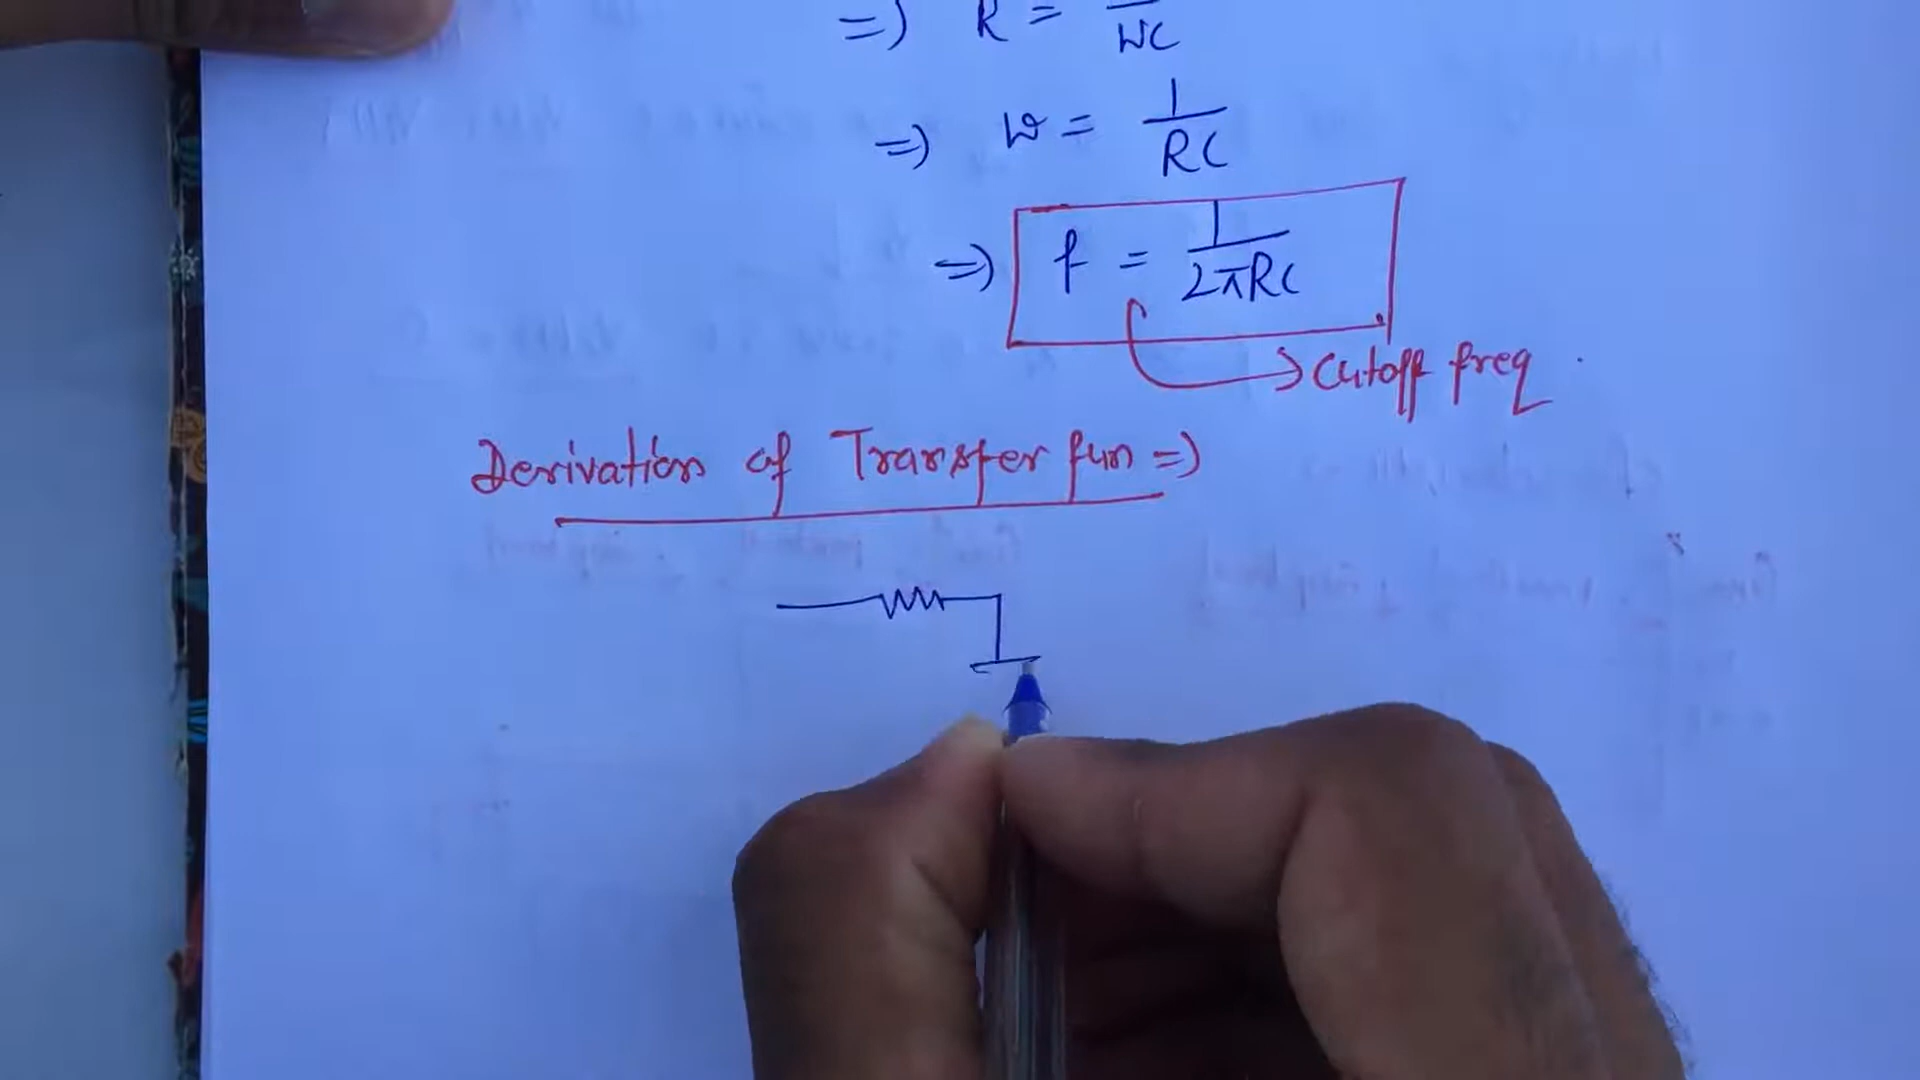 => R = 1/WC
=> W = 1/RC
=> f = 1/2πRC
→ Cutoff freq
Derivation of Transfer fun =>